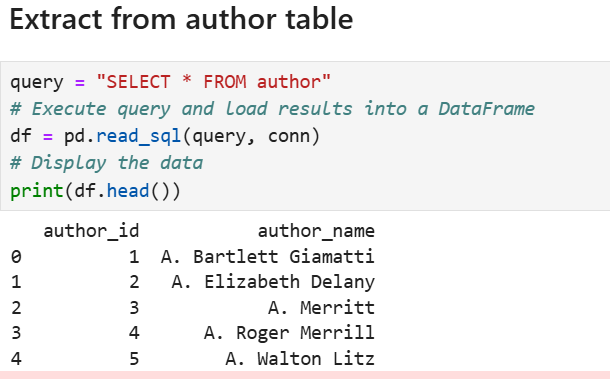 Extract from author table
query = "SELECT * FROM author"
# Execute query and load results into a DataFrame
df = pd.read_sql(query, conn)
# Display the data
print(df.head())
author_id author_name
0 1 A. Bartlett Giamatti
1 2 A. Elizabeth Delany
2 3 A. Merritt
3 4 A. Roger Merrill
4 5 A. Walton Litz